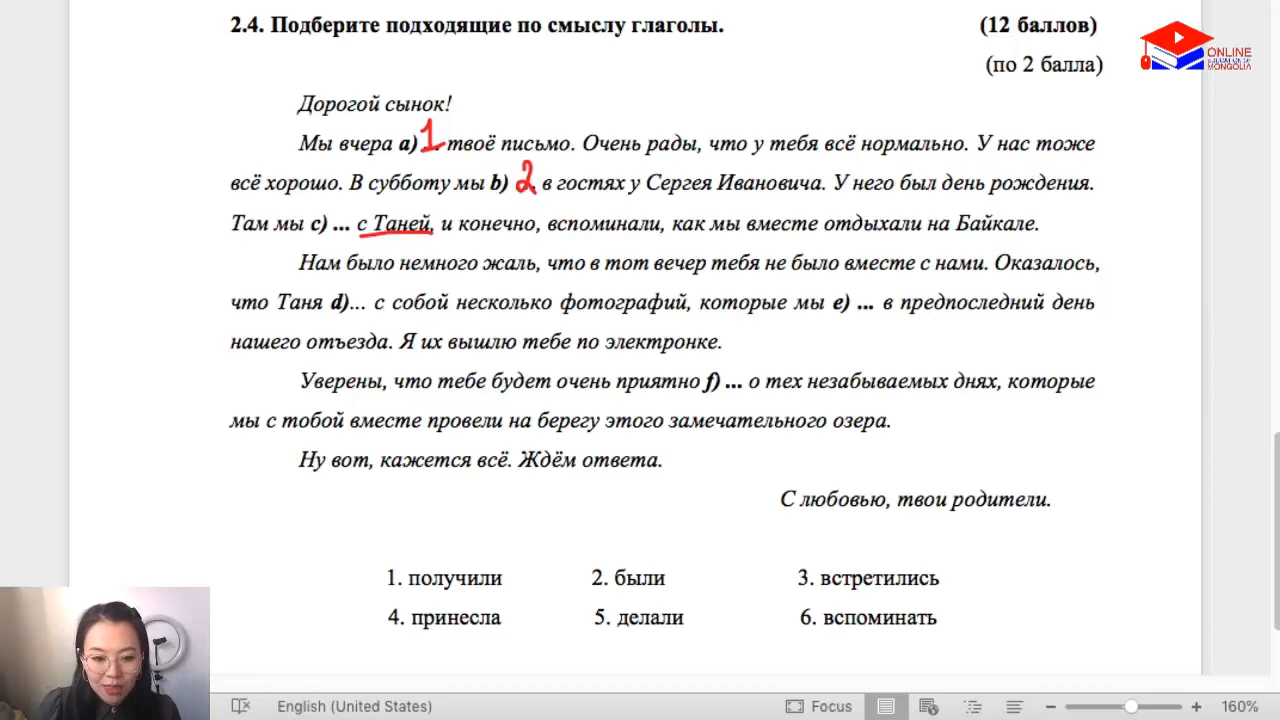 2.4. Подберите подходящие по смыслу глаголы. (12 баллов)
(по 2 балла)
ONLINE
EDUCATION OF
MONGOLIA
Дорогой сынок!
Мы вчера a) 1 .. твоё письмо. Очень рады, что у тебя всё нормально. У нас тоже
всё хорошо. В субботу мы b) 2 . в гостях у Сергея Ивановича. У него был день рождения.
Там мы c) ... с Таней, и конечно, вспоминали, как мы вместе отдыхали на Байкале.
Нам было немного жаль, что в тот вечер тебя не было вместе с нами. Оказалось,
что Таня d)... с собой несколько фотографий, которые мы e) ... в предпоследний день
нашего отъезда. Я их вышлю тебе по электронке.
Уверены, что тебе будет очень приятно f) ... о тех незабываемых днях, которые
мы с тобой вместе провели на берегу этого замечательного озера.
Ну вот, кажется всё. Ждём ответа.
С любовью, твои родители.
1. получили 2. были 3. встретились
4. принесла 5. делали 6. вспоминать
English (United States) Focus 160%